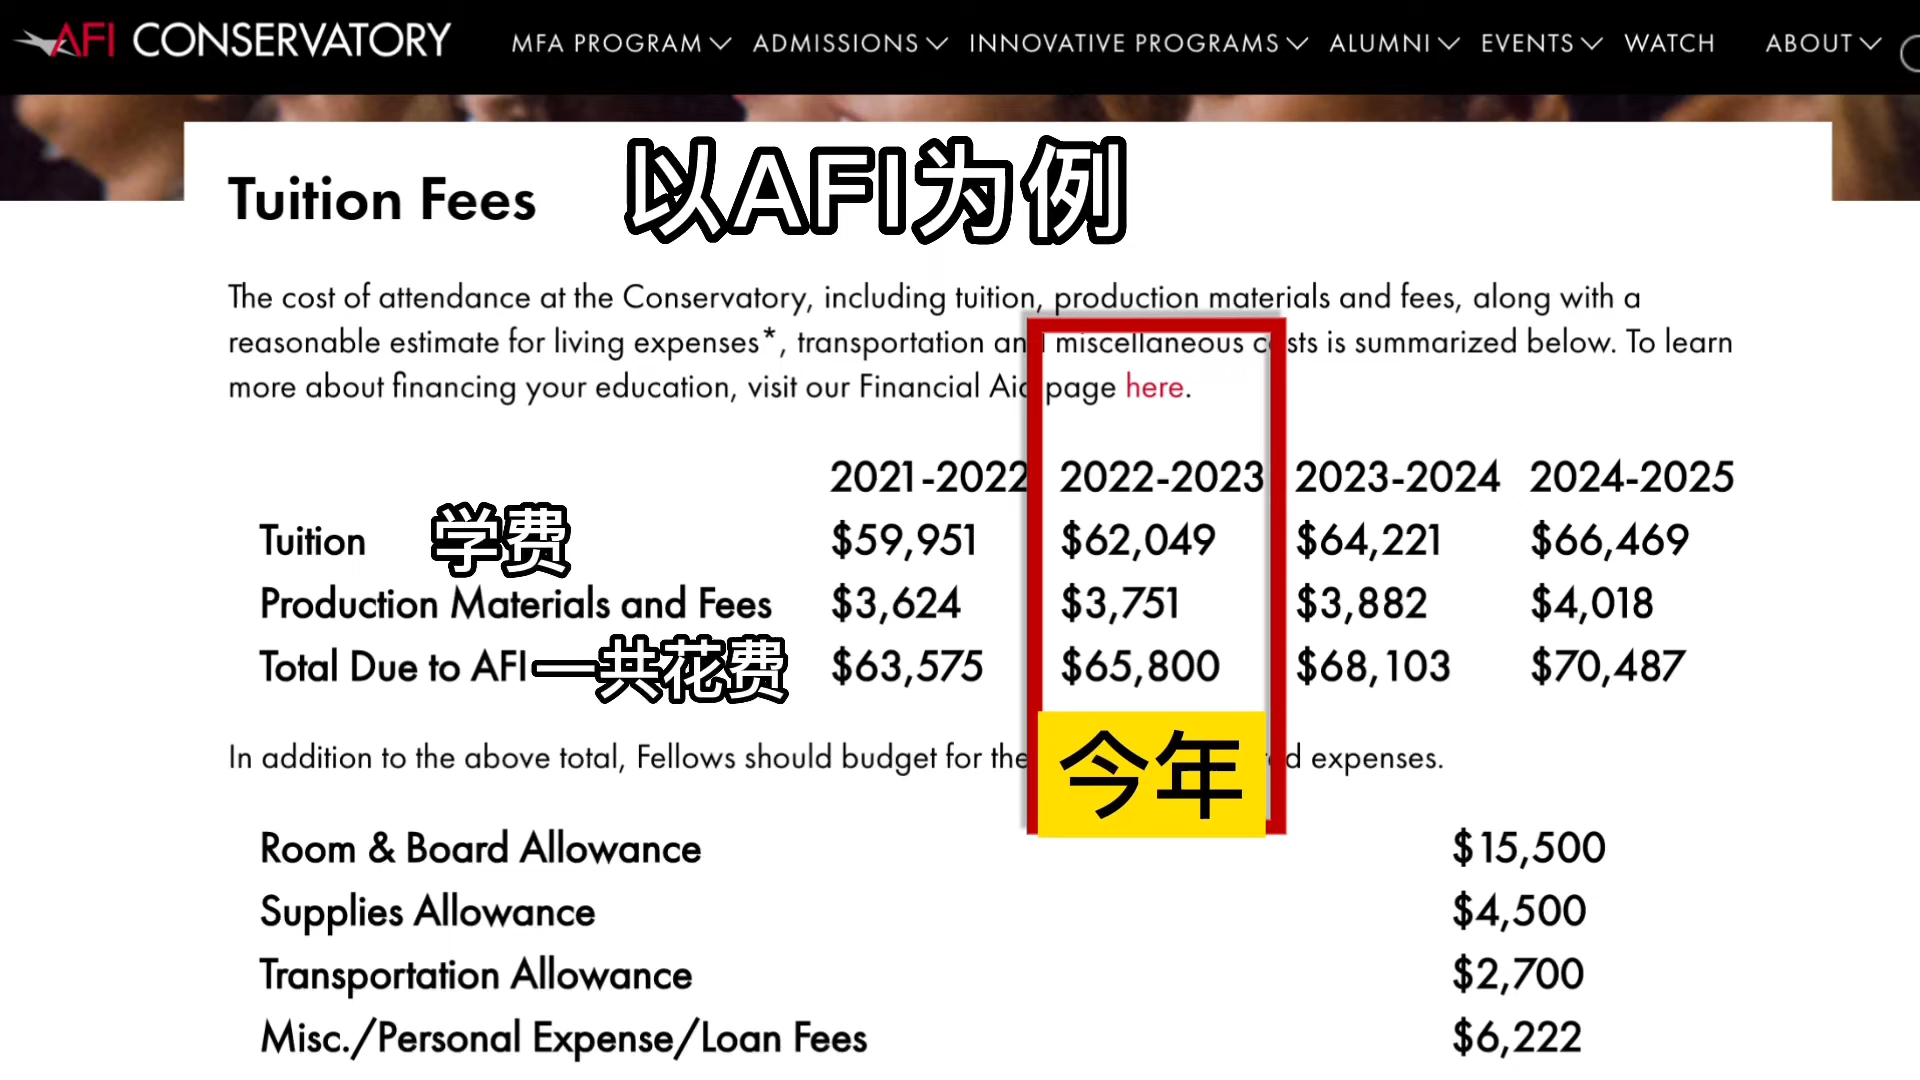 AFI CONSERVATORY MFA PROGRAM ADMISSIONS INNOVATIVE PROGRAMS ALUMNI EVENTS WATCH ABOUT
Tuition Fees 以AFI为例
The cost of attendance at the Conservatory, including tuition, production materials and fees, along with a
reasonable estimate for living expenses*, transportation and miscellaneous costs is summarized below. To learn
more about financing your education, visit our Financial Aid page here.
2021-2022 2022-2023 2023-2024 2024-2025
Tuition 学费 $59,951 $62,049 $64,221 $66,469
Production Materials and Fees $3,624 $3,751 $3,882 $4,018
Total Due to AFI 一共花费 $63,575 $65,800 $68,103 $70,487
今年
In addition to the above total, Fellows should budget for the expenses.
Room & Board Allowance $15,500
Supplies Allowance $4,500
Transportation Allowance $2,700
Misc./Personal Expense/Loan Fees $6,222